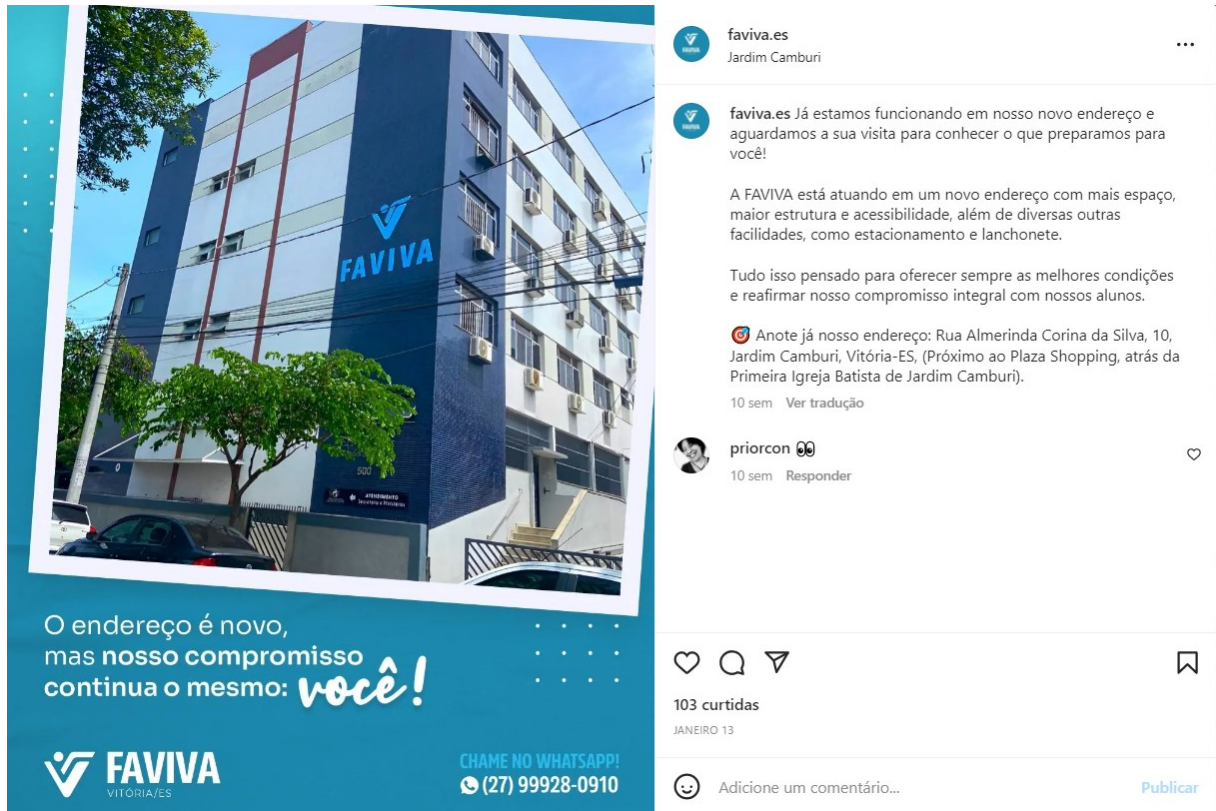 FAVIVA
500
ATENDIMENTO
O endereço é novo,
mas nosso compromisso
continua o mesmo: você!
FAVIVA
VITÓRIA/ES
CHAME NO WHATSAPP!
(27) 99928-0910
faviva.es
Jardim Camburi
faviva.es Já estamos funcionando em nosso novo endereço e
aguardamos a sua visita para conhecer o que preparamos para
você!
A FAVIVA está atuando em um novo endereço com mais espaço,
maior estrutura e acessibilidade, além de diversas outras
facilidades, como estacionamento e lanchonete.
Tudo isso pensado para oferecer sempre as melhores condições
e reafirmar nosso compromisso integral com nossos alunos.
🎯 Anote já nosso endereço: Rua Almerinda Corina da Silva, 10,
Jardim Camburi, Vitória-ES, (Próximo ao Plaza Shopping, atrás da
Primeira Igreja Batista de Jardim Camburi).
10 sem Ver tradução
priorcon 👀
10 sem Responder
103 curtidas
JANEIRO 13
Adicione um comentário... Publicar